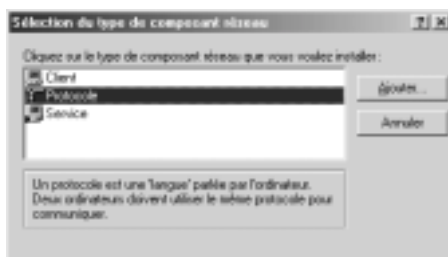 Sélection du type de composant réseau
Cliquez sur le type de composant réseau que vous voulez installer :
Client
Protocole
Service
Ajouter...
Annuler
Un protocole est une 'langue' parlée par l'ordinateur.
Deux ordinateurs doivent utiliser le même protocole pour
communiquer.